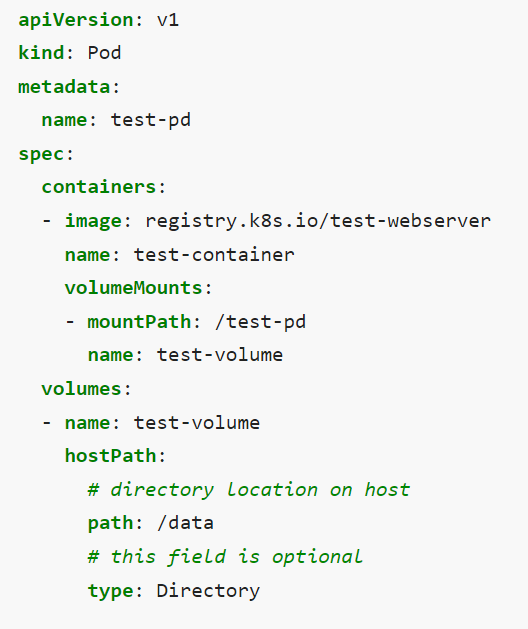 apiVersion: v1
kind: Pod
metadata:
  name: test-pd
spec:
  containers:
  - image: registry.k8s.io/test-webserver
    name: test-container
    volumeMounts:
    - mountPath: /test-pd
      name: test-volume
  volumes:
  - name: test-volume
    hostPath:
      # directory location on host
      path: /data
      # this field is optional
      type: Directory